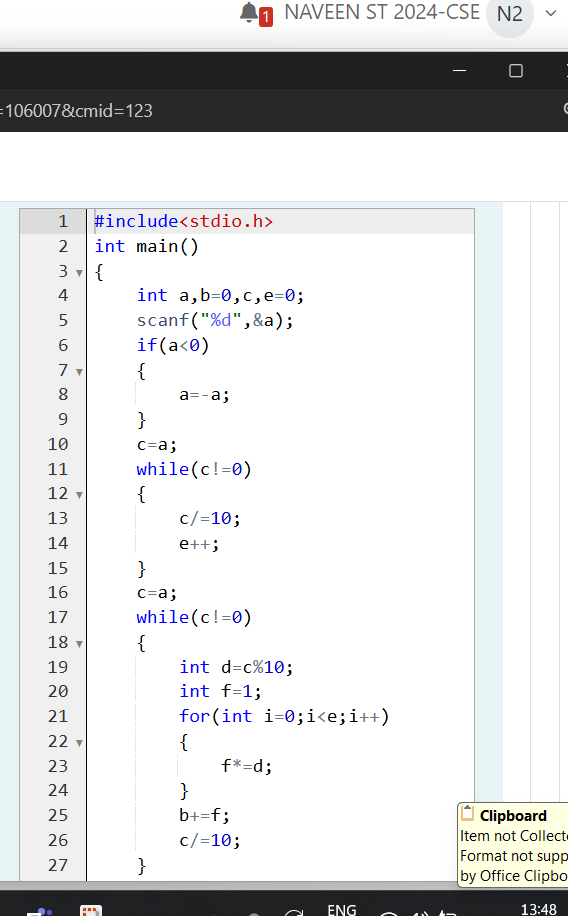 1
NAVEEN ST 2024-CSE
N2
=106007&cmid=123
1 #include<stdio.h>
2 int main()
3 {
4 int a,b=0,c,e=0;
5 scanf("%d",&a);
6 if(a<0)
7 {
8 a=-a;
9 }
10 c=a;
11 while(c!=0)
12 {
13 c/=10;
14 e++;
15 }
16 c=a;
17 while(c!=0)
18 {
19 int d=c%10;
20 int f=1;
21 for(int i=0;i<e;i++)
22 {
23 f*=d;
24 }
25 b+=f;
26 c/=10;
27 }
Clipboard
Item not Collect
Format not supp
by Office Clipbo
ENG
13:48